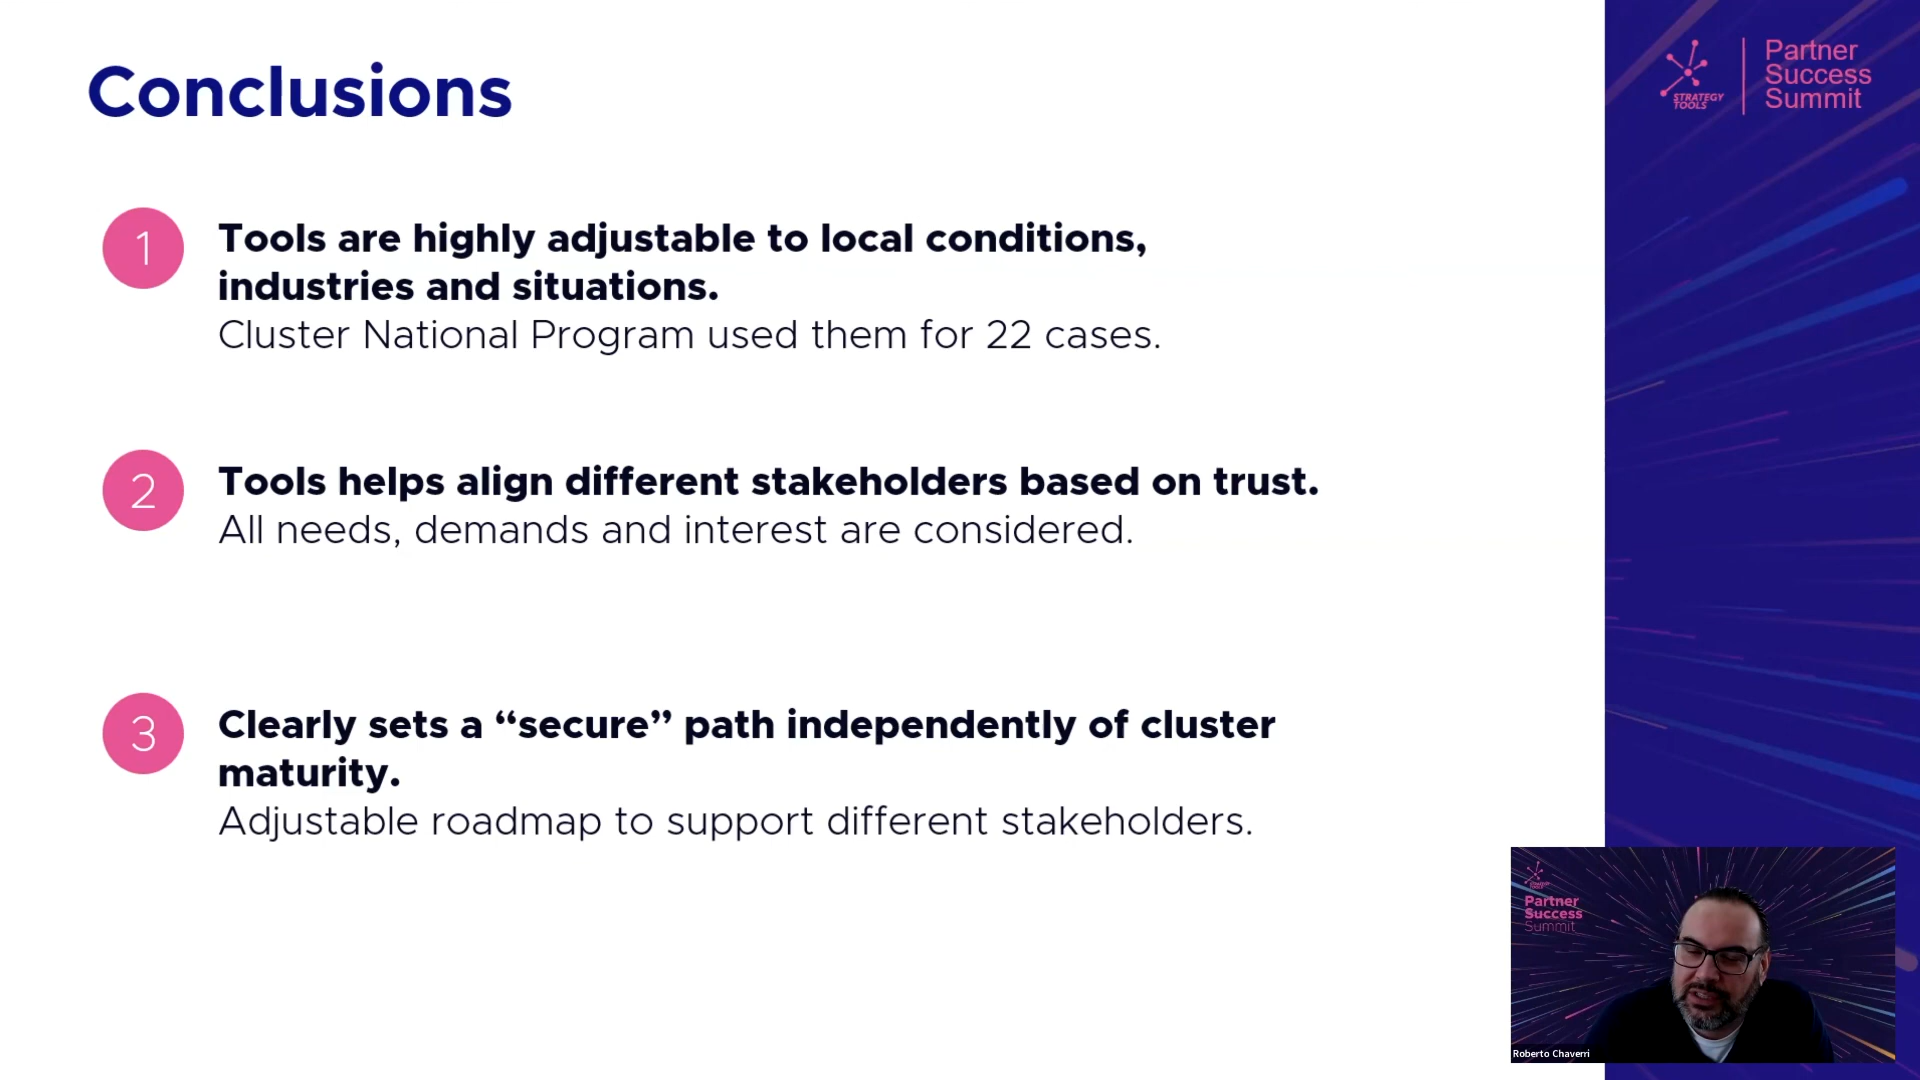 Conclusions
STRATEGY
TOOLS
Partner
Success
Summit
1
Tools are highly adjustable to local conditions,
industries and situations.
Cluster National Program used them for 22 cases.
2
Tools helps align different stakeholders based on trust.
All needs, demands and interest are considered.
3
Clearly sets a “secure” path independently of cluster
maturity.
Adjustable roadmap to support different stakeholders.
Partner
Success
Summit
Roberto Chaverri